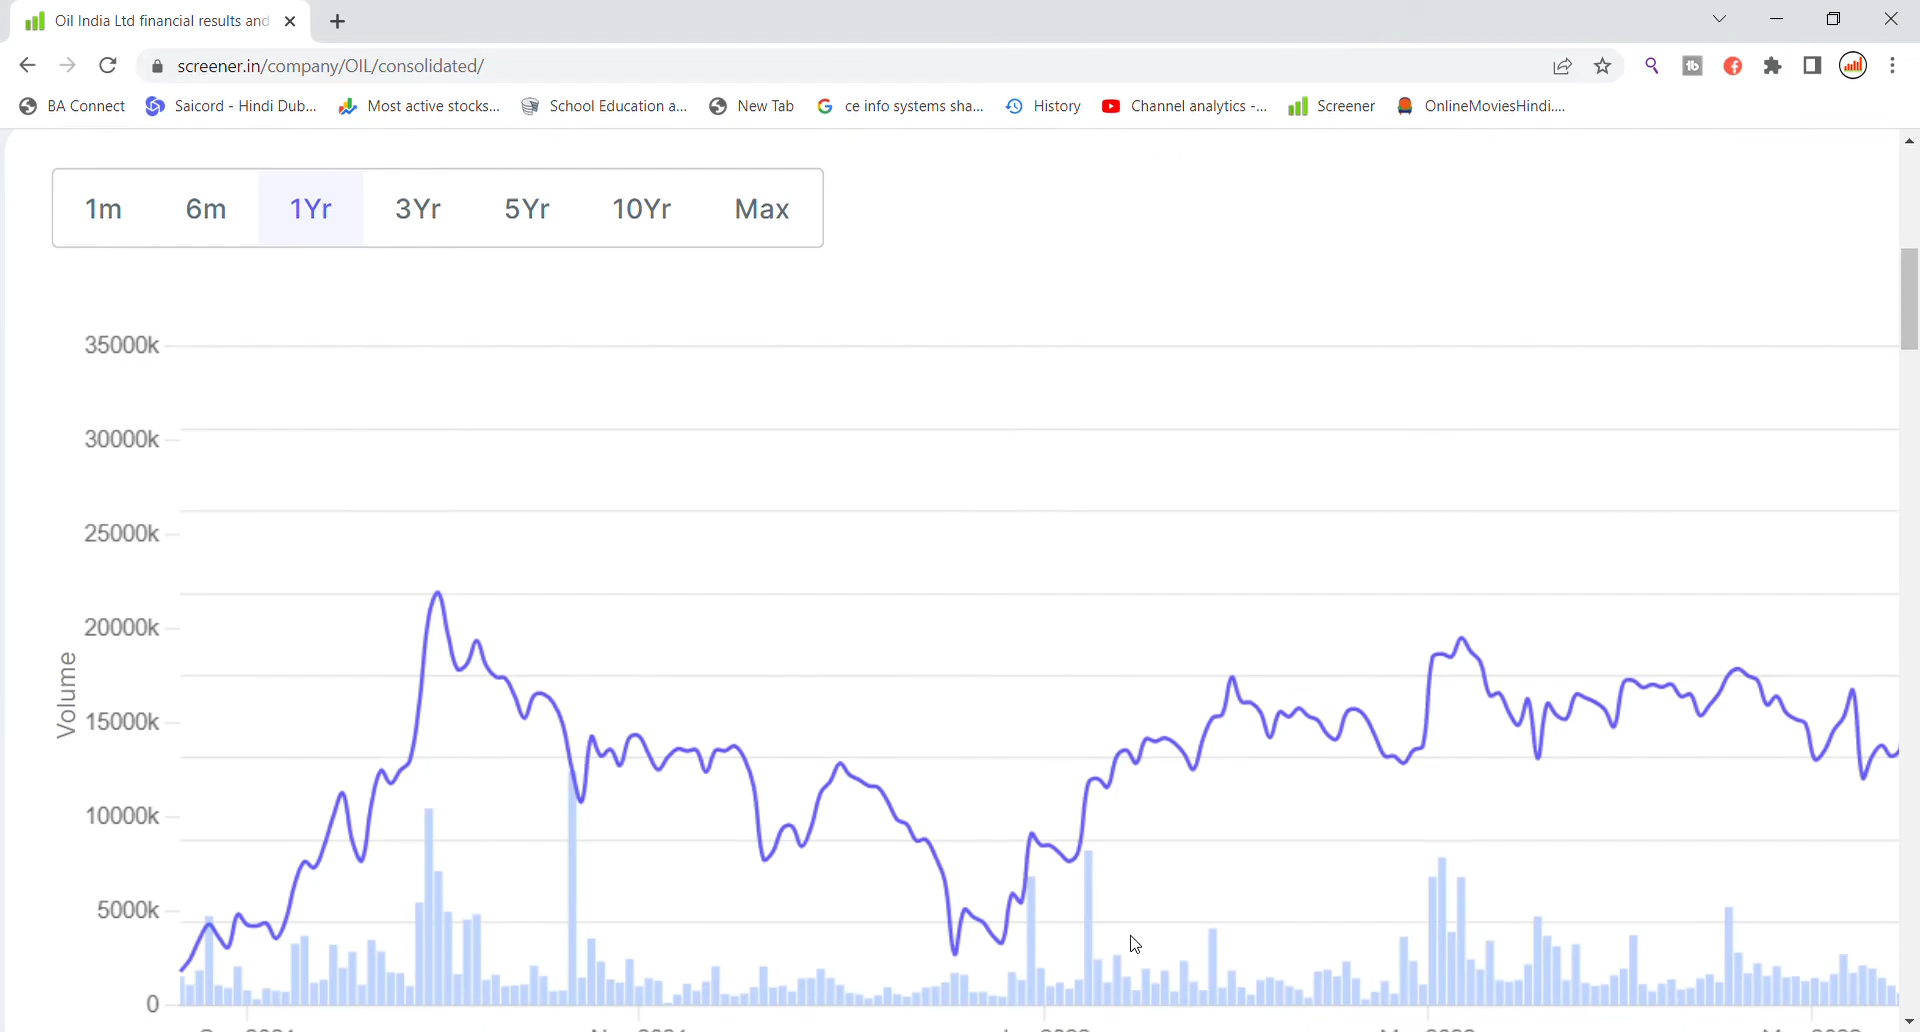 Oil India Ltd financial results and
screener.in/company/OIL/consolidated/
BA Connect Saicord - Hindi Dub... Most active stocks... School Education a... New Tab ce info systems sha... History Channel analytics -... Screener OnlineMoviesHindi....
1m 6m 1Yr 3Yr 5Yr 10Yr Max
35000k
30000k
25000k
20000k
Volume
15000k
10000k
5000k
0